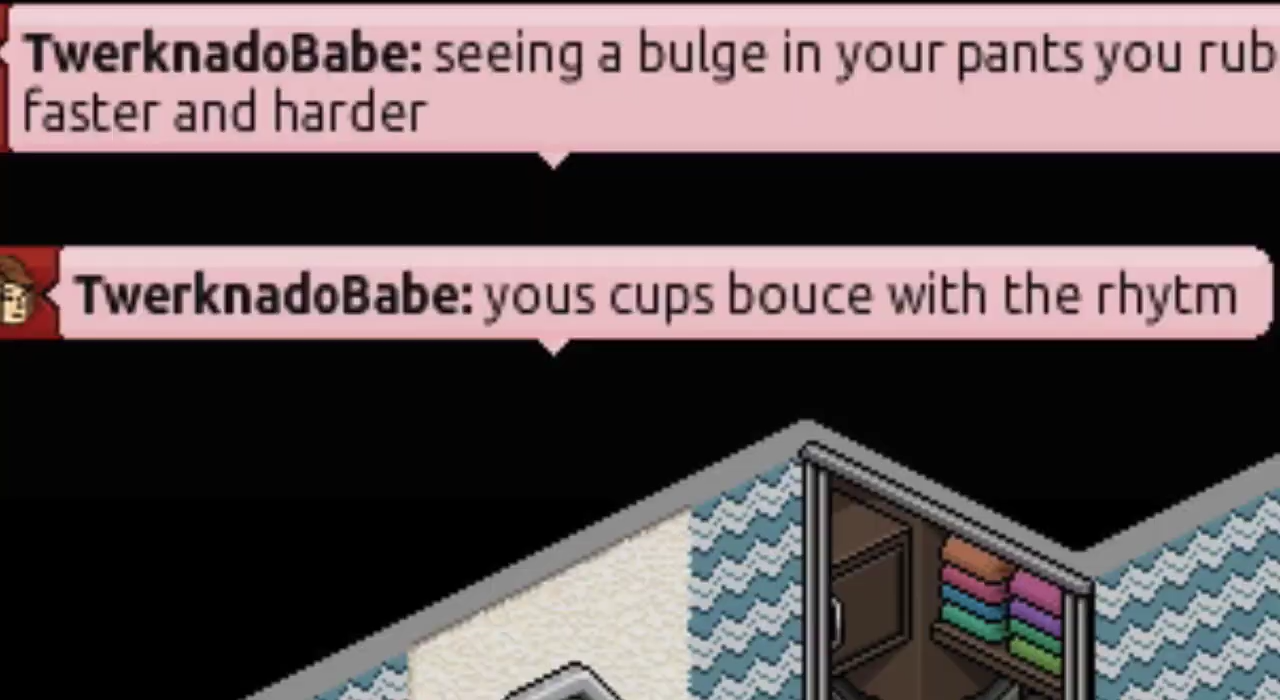 TwerknadoBabe: seeing a bulge in your pants you rub
faster and harder
TwerknadoBabe: yous cups bouce with the rhytm